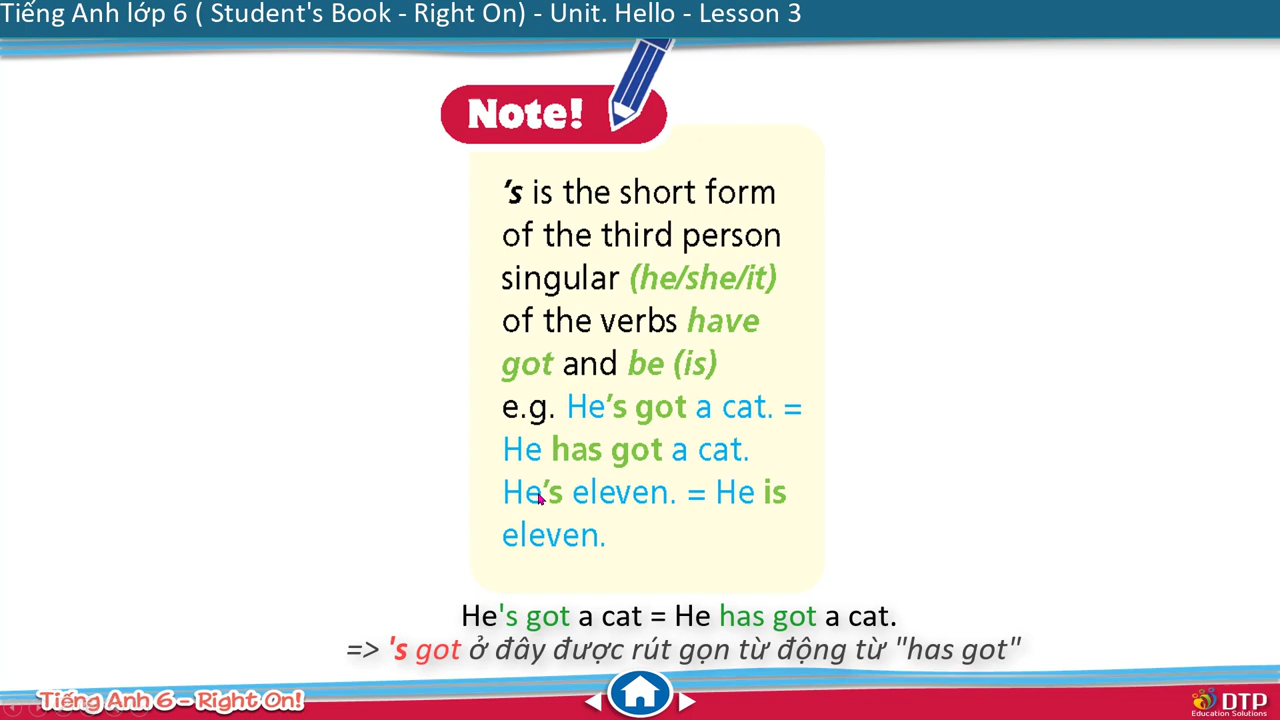 Tiếng Anh lớp 6 ( Student's Book - Right On) - Unit. Hello - Lesson 3
Note!
's is the short form
of the third person
singular (he/she/it)
of the verbs have
got and be (is)
e.g. He's got a cat. =
He has got a cat.
He's eleven. = He is
eleven.
He's got a cat = He has got a cat.
=> 's got ở đây được rút gọn từ động từ "has got"
Tiếng Anh 6 – Right On!
DTP
Education Solutions